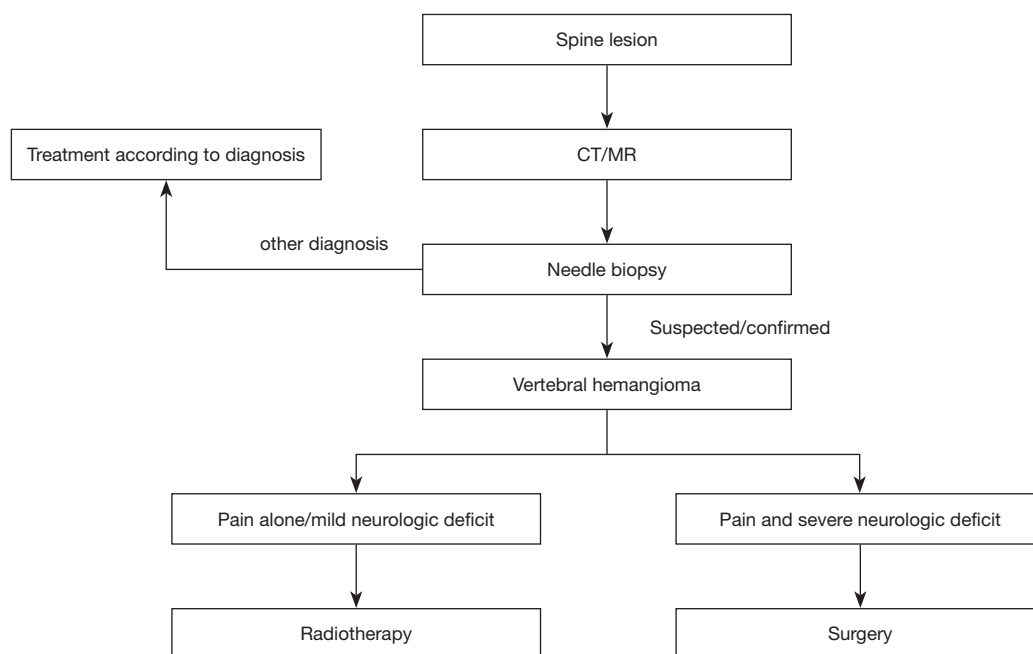 Spine lesion
Treatment according to diagnosis
CT/MR
other diagnosis
Needle biopsy
Suspected/confirmed
Vertebral hemangioma
Pain alone/mild neurologic deficit
Pain and severe neurologic deficit
Radiotherapy
Surgery